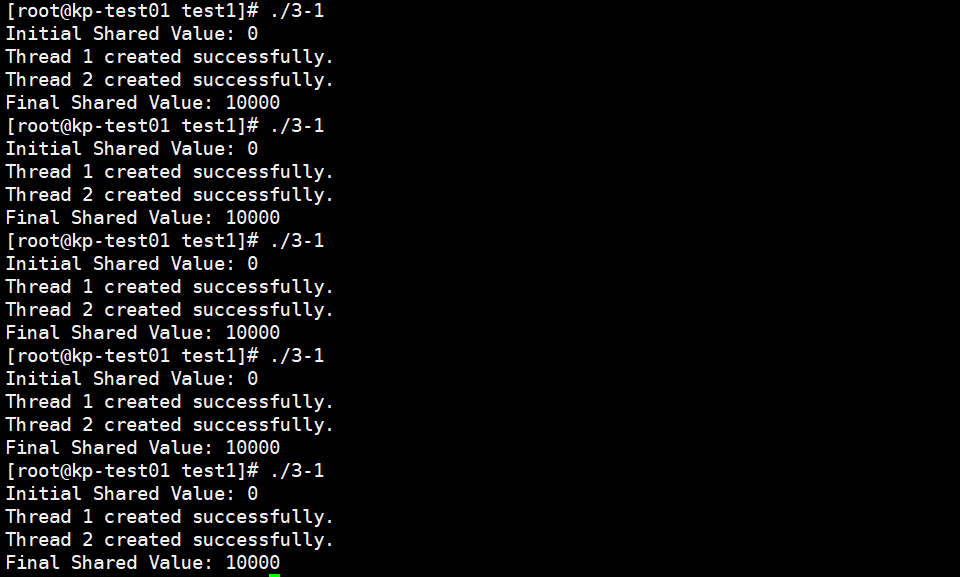 [root@kp-test01 test1]# ./3-1
Initial Shared Value: 0
Thread 1 created successfully.
Thread 2 created successfully.
Final Shared Value: 10000
[root@kp-test01 test1]# ./3-1
Initial Shared Value: 0
Thread 1 created successfully.
Thread 2 created successfully.
Final Shared Value: 10000
[root@kp-test01 test1]# ./3-1
Initial Shared Value: 0
Thread 1 created successfully.
Thread 2 created successfully.
Final Shared Value: 10000
[root@kp-test01 test1]# ./3-1
Initial Shared Value: 0
Thread 1 created successfully.
Thread 2 created successfully.
Final Shared Value: 10000
[root@kp-test01 test1]# ./3-1
Initial Shared Value: 0
Thread 1 created successfully.
Thread 2 created successfully.
Final Shared Value: 10000